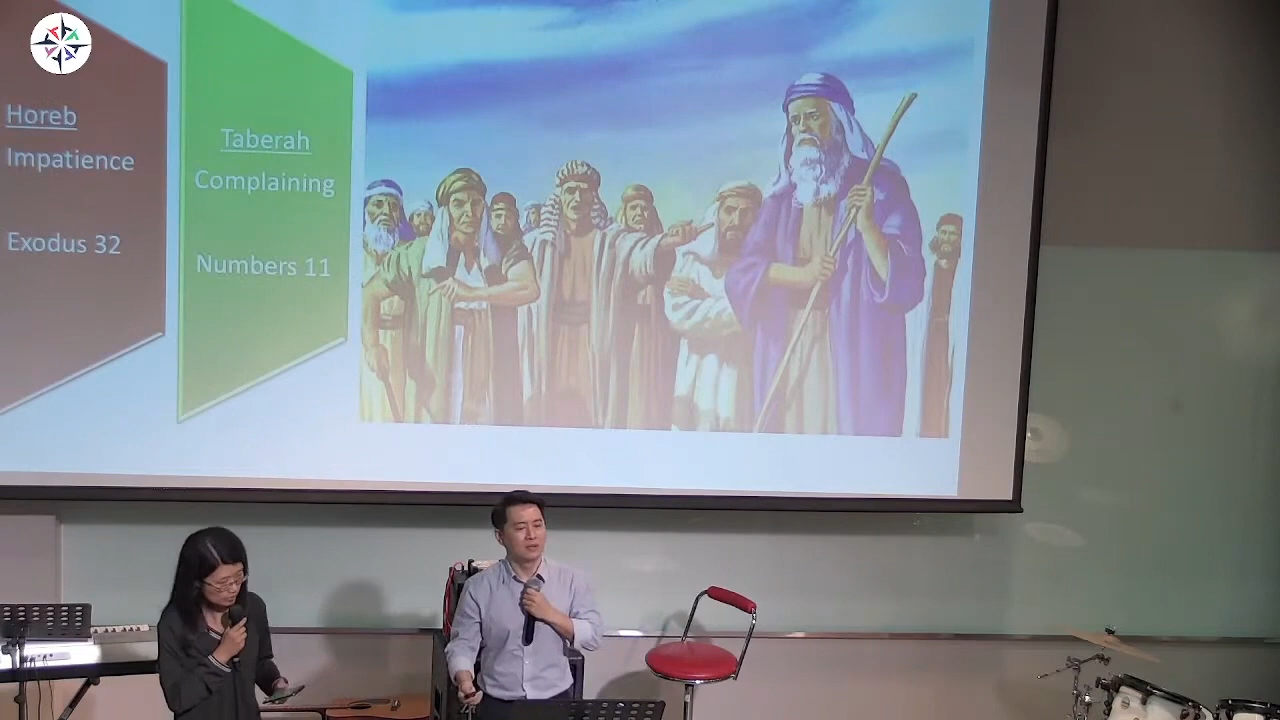 Horeb
Impatience
Exodus 32
Taberah
Complaining
Numbers 11